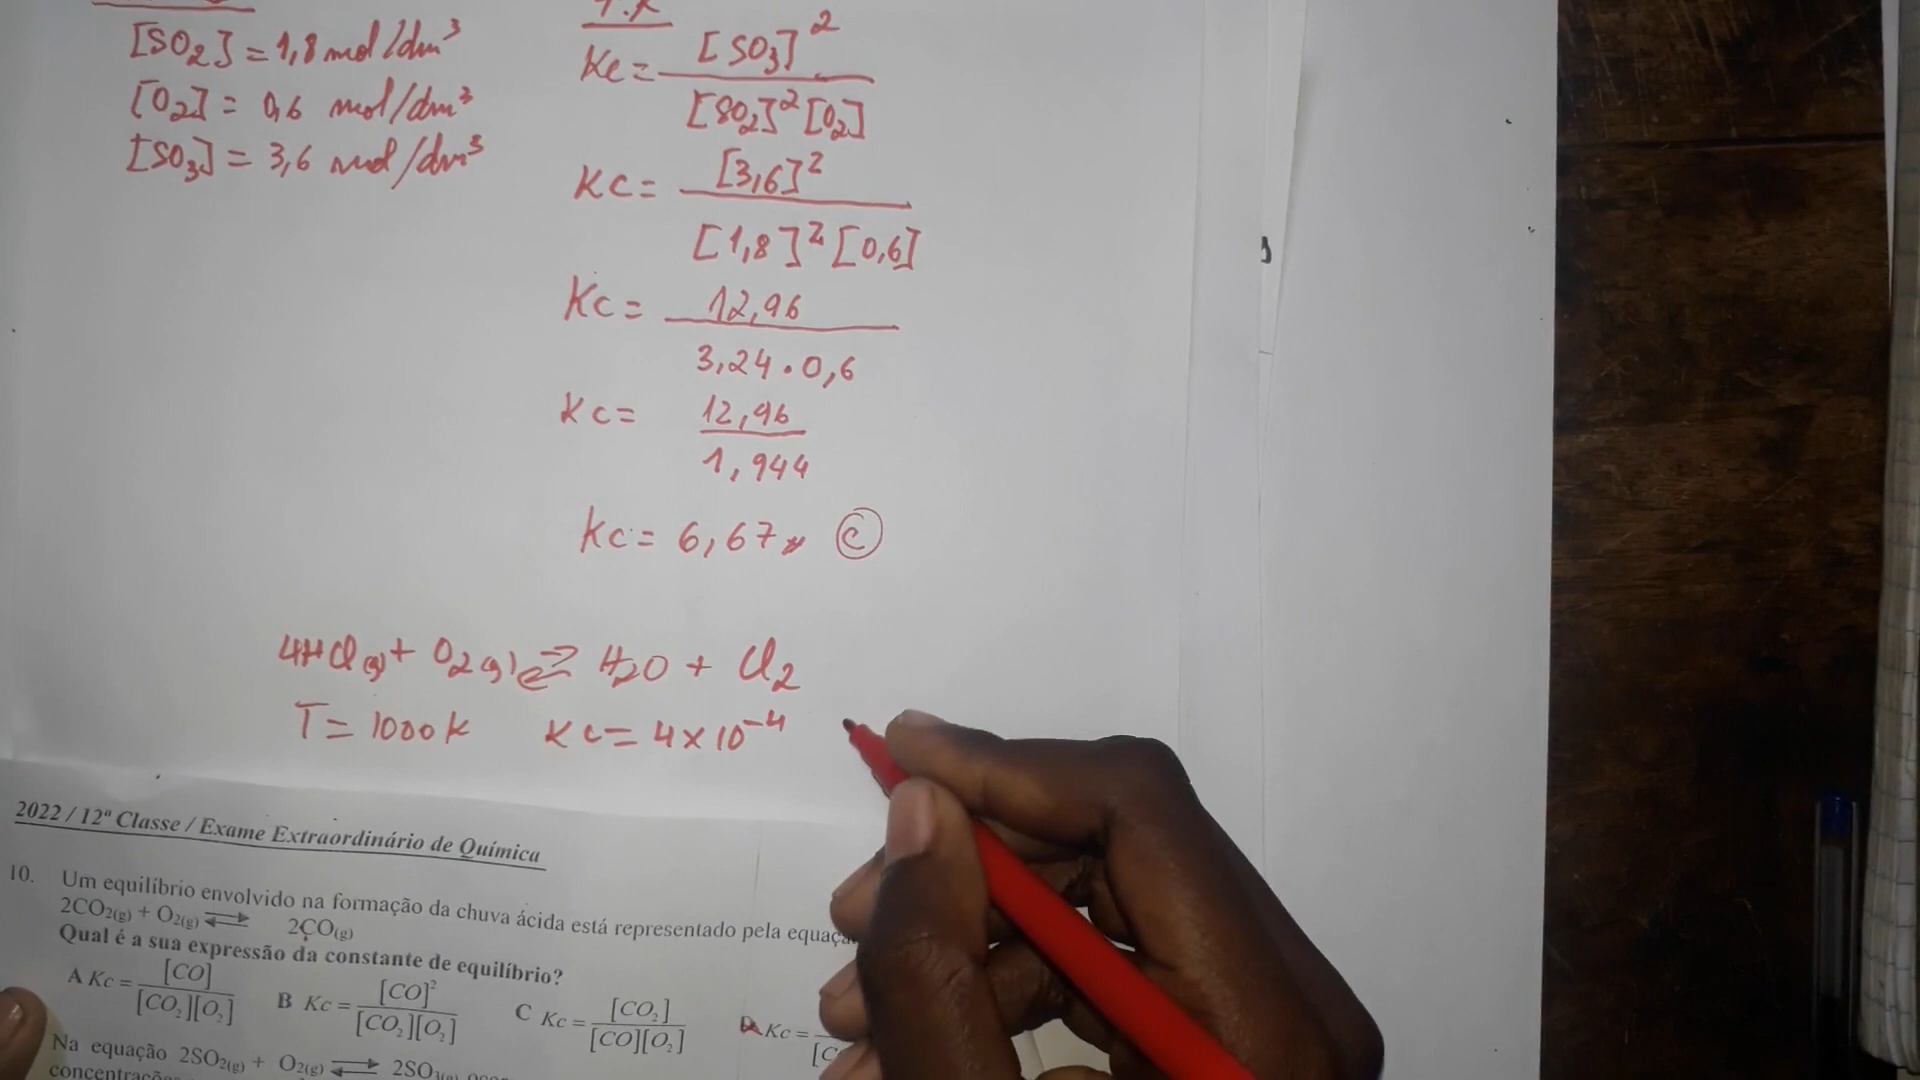 [SO2] = 1,8 mol/dm³
[O2] = 0,6 mol/dm³
[SO3] = 3,6 mol/dm³
Kc = [SO3]² / [SO2]²[O2]
Kc = [3,6]² / [1,8]²[0,6]
Kc = 12,96 / 3,24 . 0,6
Kc = 12,96 / 1,944
Kc = 6,67 C
4HCl(g) + O2(g) ⇌ H2O + Cl2
T = 1000K Kc = 4×10⁻⁴
2022 / 12ª Classe / Exame Extraordinário de Química
10. Um equilíbrio envolvido na formação da chuva ácida está representado pela
2CO2(g) + O2(g) ⇌ 2CO(g)
Qual é a sua expressão da constante de equilíbrio?
A Kc = [CO] / [CO2][O2] B Kc = [CO]² / [CO2][O2] C Kc = [CO2] / [CO][O2] D Kc =
Na equação 2SO2(g) + O2(g) ⇌ 2SO3(g)